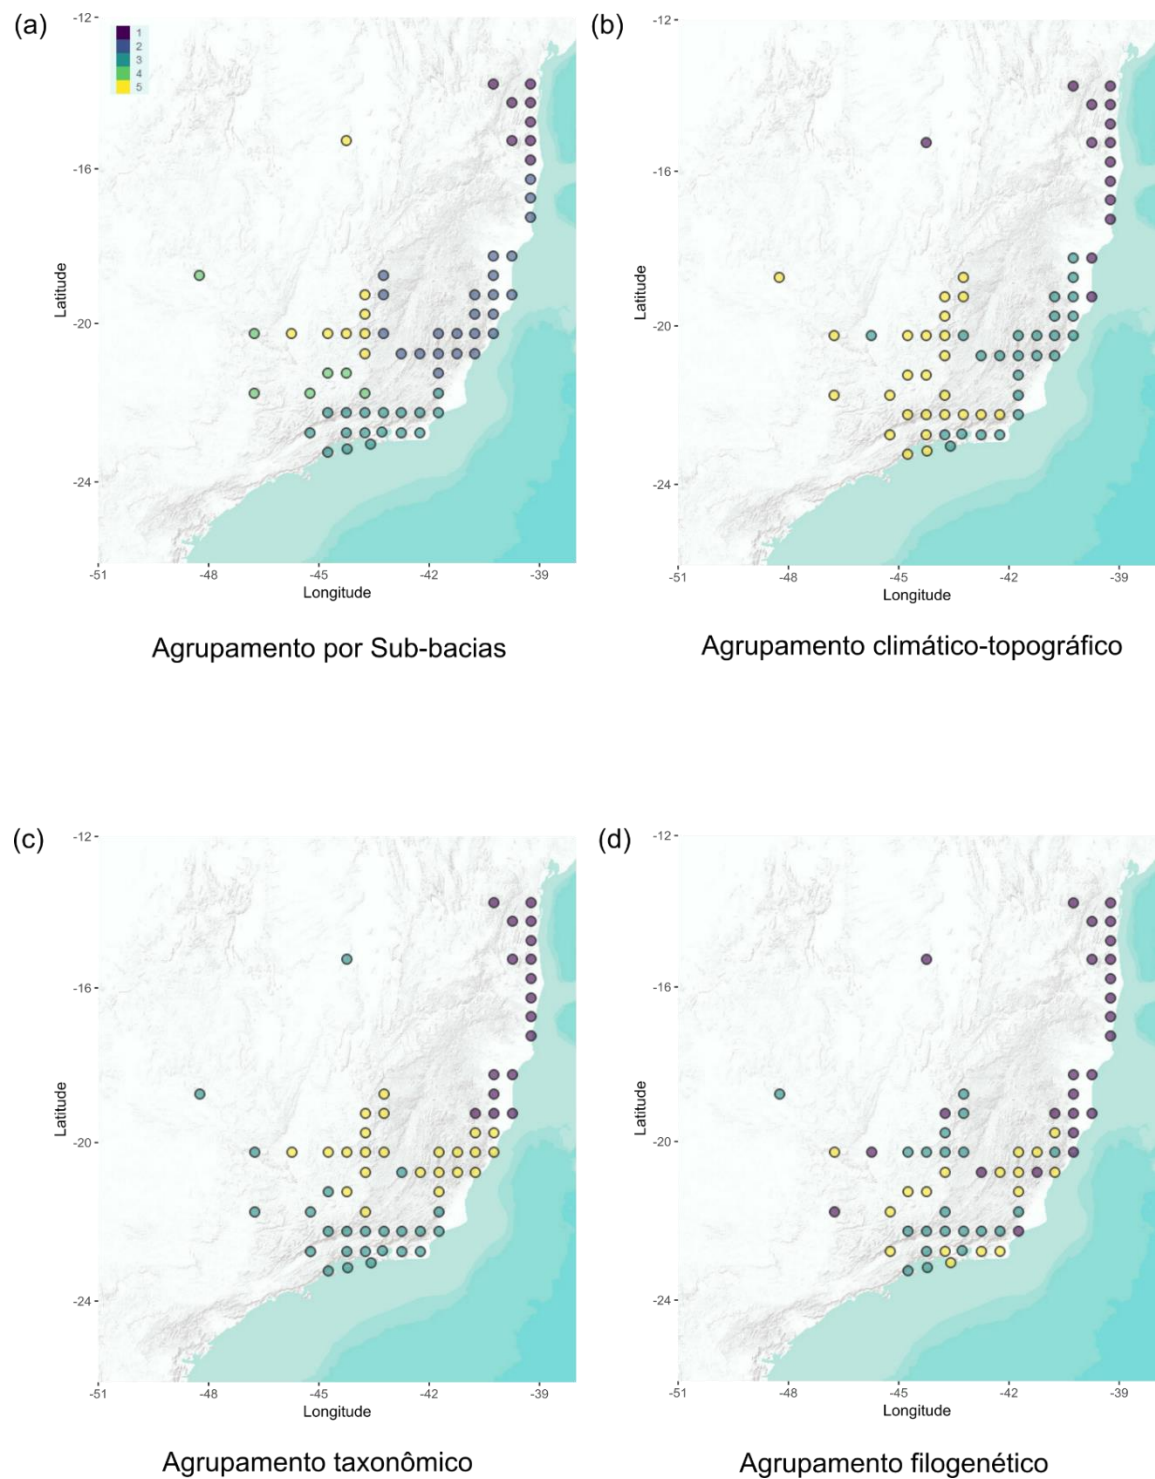 (a)
1
2
3
4
5
-12
-16
-20
-24
Latitude
-51
-48
-45
-42
-39
Longitude
Agrupamento por Sub-bacias
(b)
-12
-16
-20
-24
Latitude
-51
-48
-45
-42
-39
Longitude
Agrupamento climático-topográfico
(c)
-12
-16
-20
-24
Latitude
-51
-48
-45
-42
-39
Longitude
Agrupamento taxonômico
(d)
-12
-16
-20
-24
Latitude
-51
-48
-45
-42
-39
Longitude
Agrupamento filogenético